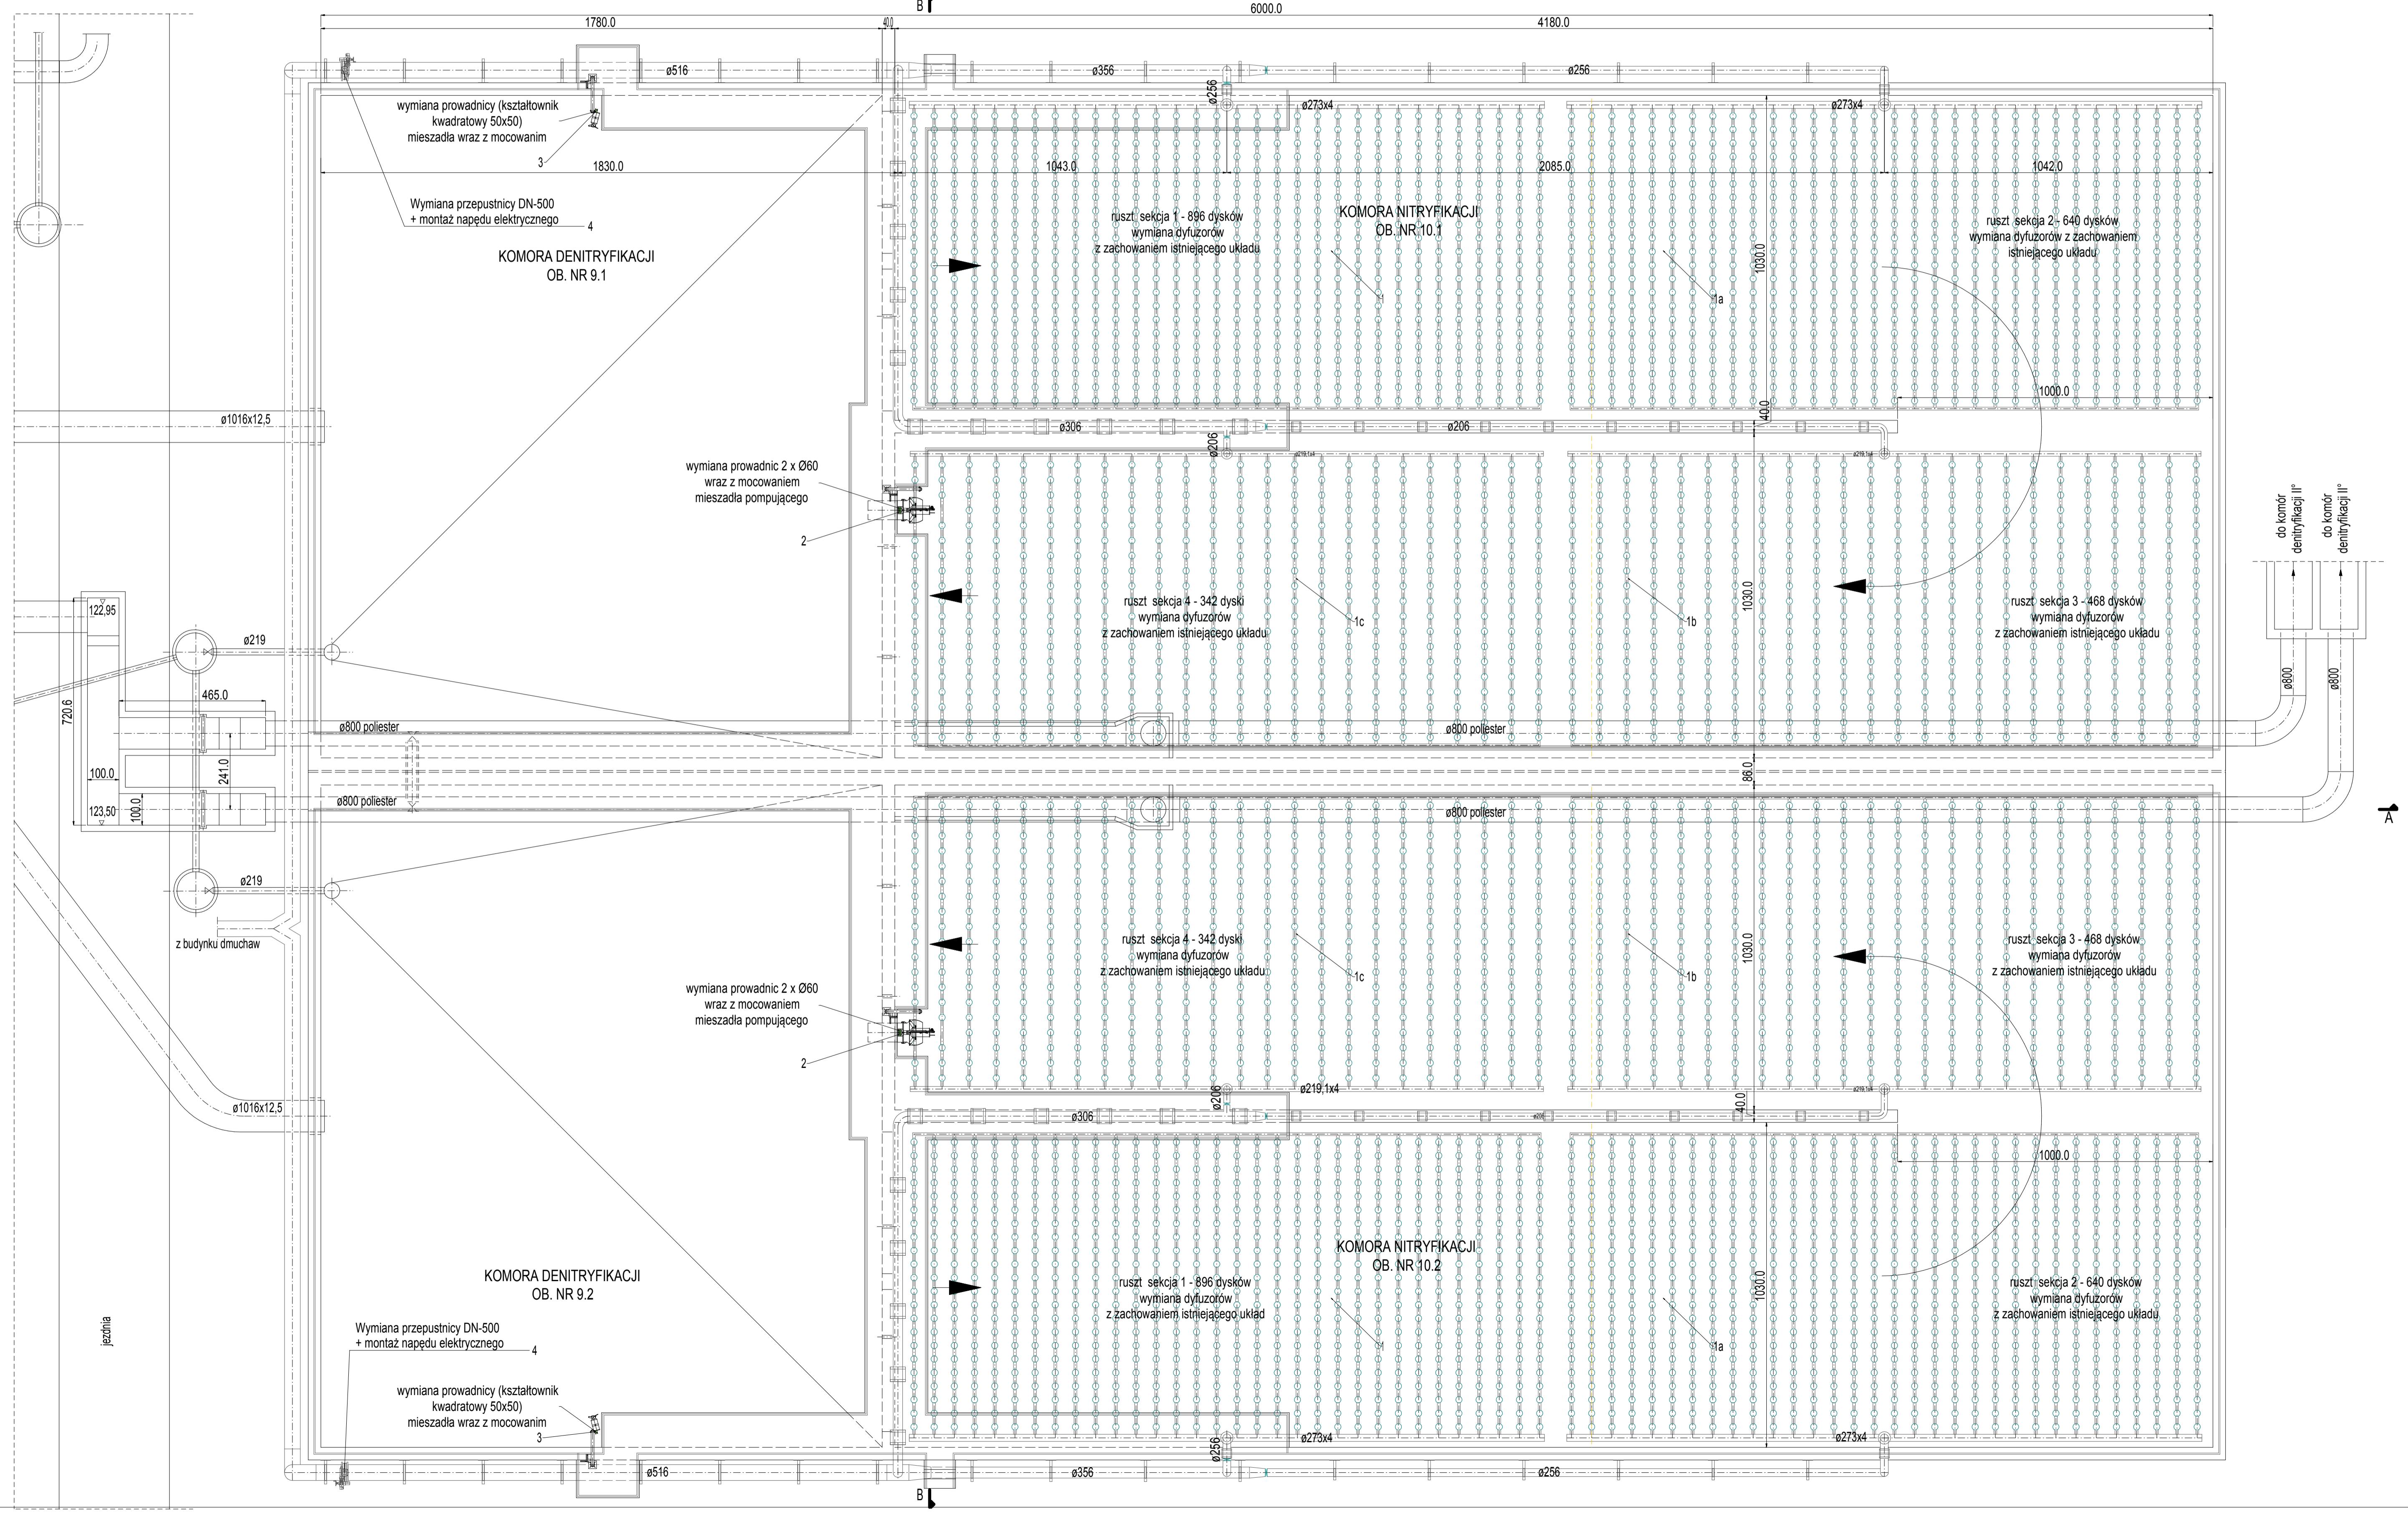 B
6000.0
1780.0
40.0
4180.0
ø516
ø356
ø256
ø256
ø273x4
ø273x4
wymiana prowadnicy (kształtownik
kwadratowy 50x50)
mieszadła wraz z mocowanim
3
1830.0
1043.0
2085.0
1042.0
Wymiana przepustnicy DN-500
+ montaż napędu elektrycznego
4
KOMORA DENITRYFIKACJI
OB. NR 9.1
ruszt sekcja 1 - 896 dysków
wymiana dyfuzorów
z zachowaniem istniejącego układu
KOMORA NITRYFIKACJI
OB. NR 10.1
ruszt sekcja 2 - 640 dysków
wymiana dyfuzorów z zachowaniem
istniejącego układu
1030.0
1
1a
1000.0
40.0
ø1016x12,5
ø306
ø206
ø206
ø219,1x4
ø219,1x4
wymiana prowadnic 2 x Ø60
wraz z mocowaniem
mieszadła pompującego
2
do komór
denitryfikacji II°
do komór
denitryfikacji II°
1030.0
ruszt sekcja 4 - 342 dyski
wymiana dyfuzorów
z zachowaniem istniejącego układu
1c
1b
ruszt sekcja 3 - 468 dysków
wymiana dyfuzorów
z zachowaniem istniejącego układu
122,95
ø219
465.0
720.6
ø800
ø800
ø800 poliester
ø800 poliester
241.0
100.0
86.0
123,50
100.0
ø800 poliester
ø800 poliester
A
ø219
z budynku dmuchaw
ruszt sekcja 4 - 342 dyski
wymiana dyfuzorów
z zachowaniem istniejącego układu
1c
1b
1030.0
ruszt sekcja 3 - 468 dysków
wymiana dyfuzorów
z zachowaniem istniejącego układu
wymiana prowadnic 2 x Ø60
wraz z mocowaniem
mieszadła pompującego
2
ø206
ø219,1x4
ø219,1x4
40.0
ø1016x12,5
ø306
ø206
1000.0
KOMORA DENITRYFIKACJI
OB. NR 9.2
KOMORA NITRYFIKACJI
OB. NR 10.2
ruszt sekcja 1 - 896 dysków
wymiana dyfuzorów
z zachowaniem istniejącego układ
1
1a
1030.0
ruszt sekcja 2 - 640 dysków
wymiana dyfuzorów
z zachowaniem istniejącego układu
jezdnia
Wymiana przepustnicy DN-500
+ montaż napędu elektrycznego
4
wymiana prowadnicy (kształtownik
kwadratowy 50x50)
mieszadła wraz z mocowanim
3
ø256
ø273x4
ø273x4
ø516
ø356
ø256
B